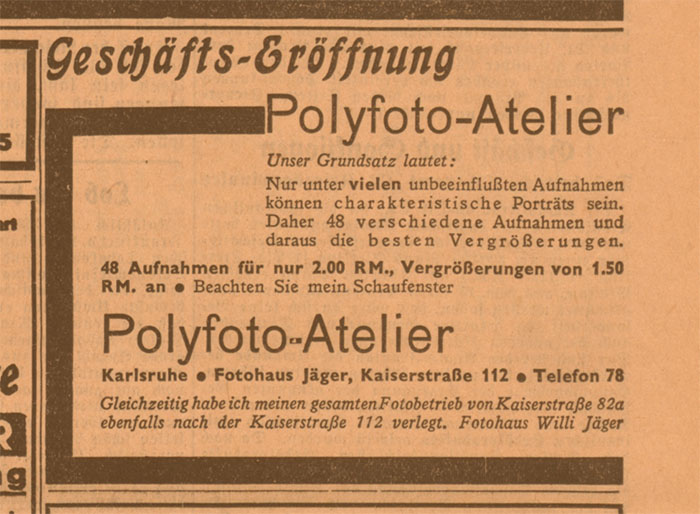 Geschäfts-Eröffnung
Polyfoto-Atelier
Unser Grundsatz lautet:
Nur unter vielen unbeeinflußten Aufnahmen
können charakteristische Porträts sein.
Daher 48 verschiedene Aufnahmen und
daraus die besten Vergrößerungen.
48 Aufnahmen für nur 2.00 RM., Vergrößerungen von 1.50
RM. an ● Beachten Sie mein Schaufenster
Polyfoto-Atelier
Karlsruhe ● Fotohaus Jäger, Kaiserstraße 112 ● Telefon 78
Gleichzeitig habe ich meinen gesamten Fotobetrieb von Kaiserstraße 82a
ebenfalls nach der Kaiserstraße 112 verlegt. Fotohaus Willi Jäger